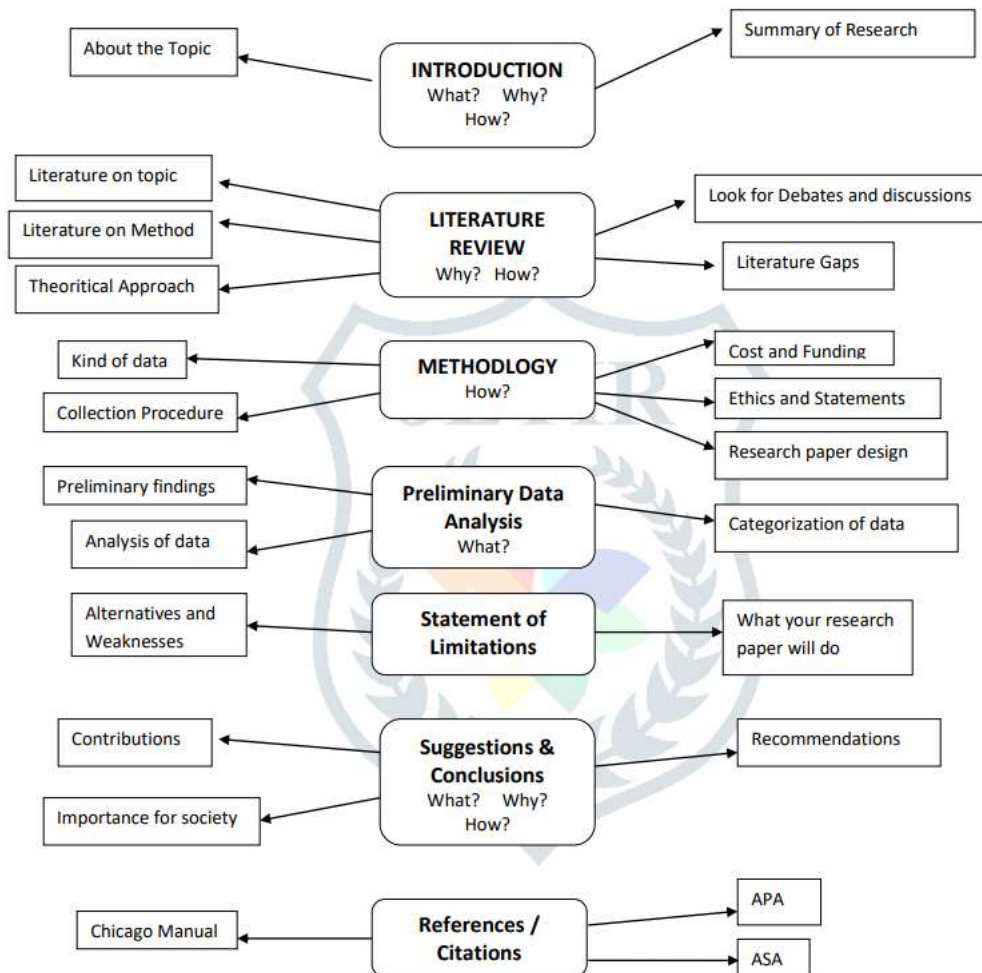 About the Topic
Summary of Research
INTRODUCTION
What? Why?
How?
Literature on topic
Literature on Method
Theoritical Approach
LITERATURE
REVIEW
Why? How?
Look for Debates and discussions
Literature Gaps
Kind of data
Collection Procedure
METHODLOGY
How?
Cost and Funding
Ethics and Statements
Research paper design
JETIR
Preliminary findings
Analysis of data
Preliminary Data
Analysis
What?
Categorization of data
Alternatives and
Weaknesses
Statement of
Limitations
What your research
paper will do
Contributions
Importance for society
Suggestions &
Conclusions
What? Why?
How?
Recommendations
Chicago Manual
References /
Citations
APA
ASA